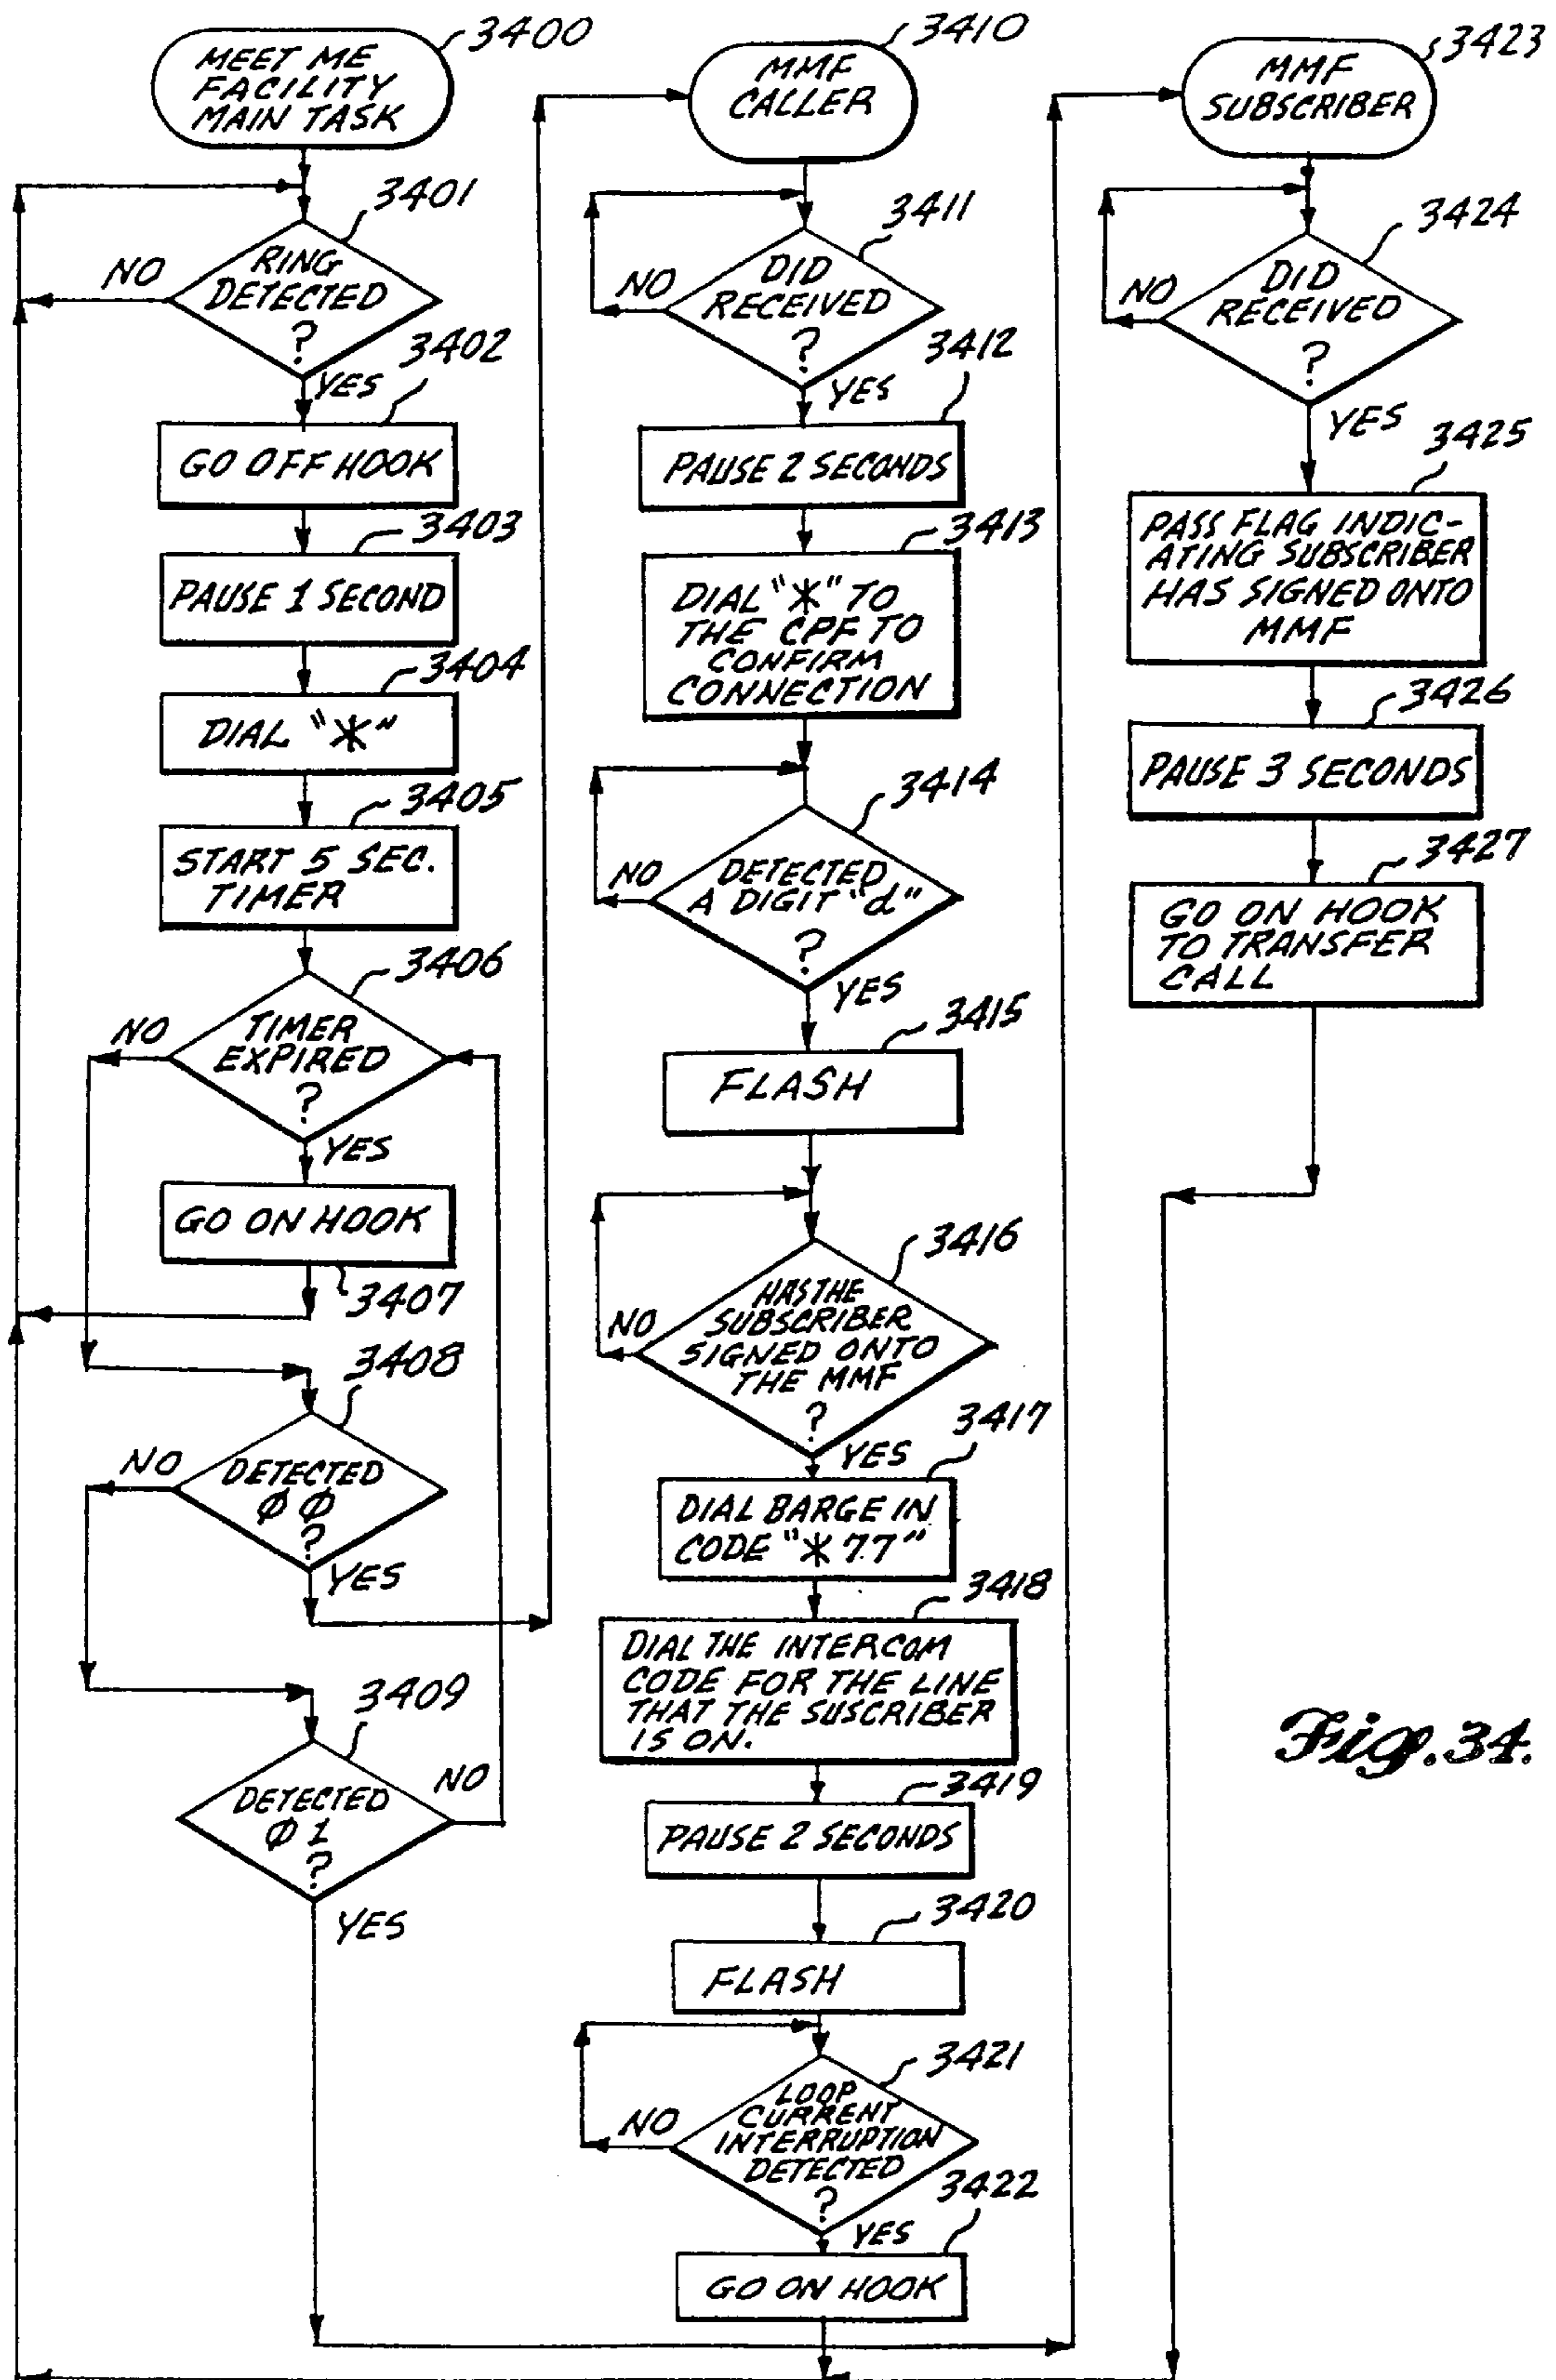 3400
MEET ME
FACILITY
MAIN TASK
3401
RING
DETECTED
?
NO
YES
3402
GO OFF HOOK
3403
PAUSE 1 SECOND
3404
DIAL "*"
3405
START 5 SEC.
TIMER
3406
TIMER
EXPIRED
?
NO
YES
GO ON HOOK
3407
3408
DETECTED
ØØ
?
NO
YES
3409
DETECTED
Ø1
?
NO
YES
3410
MMF
CALLER
3411
DID
RECEIVED
?
NO
YES
3412
PAUSE 2 SECONDS
3413
DIAL "*" TO
THE CPF TO
CONFIRM
CONNECTION
3414
DETECTED
A DIGIT "d"
?
NO
YES
3415
FLASH
3416
HAS THE
SUBSCRIBER
SIGNED ONTO
THE MMF
?
NO
YES
3417
DIAL BARGE IN
CODE "*77"
3418
DIAL THE INTERCOM
CODE FOR THE LINE
THAT THE SUSCRIBER
IS ON.
3419
PAUSE 2 SECONDS
3420
FLASH
3421
LOOP
CURRENT
INTERRUPTION
DETECTED
?
NO
YES
3422
GO ON HOOK
3423
MMF
SUBSCRIBER
3424
DID
RECEIVED
?
NO
YES
3425
PASS FLAG INDIC-
ATING SUBSCRIBER
HAS SIGNED ONTO
MMF
3426
PAUSE 3 SECONDS
3427
GO ON HOOK
TO TRANSFER
CALL
Fig. 34.